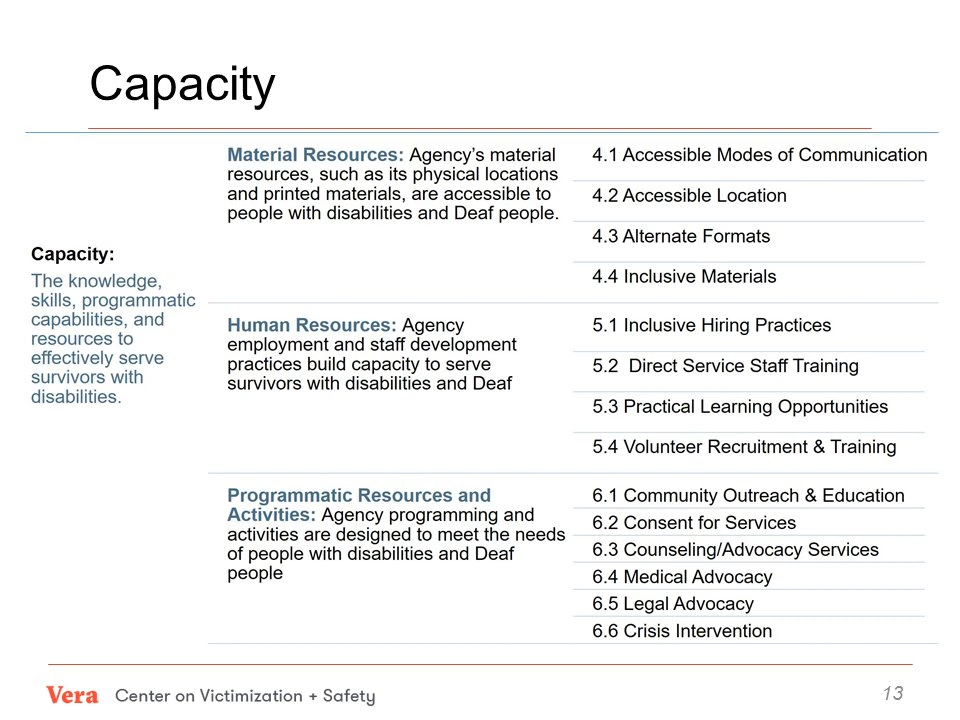 Capacity
Capacity:
The knowledge,
skills, programmatic
capabilities, and
resources to
effectively serve
survivors with
disabilities.
Material Resources: Agency’s material
resources, such as its physical locations
and printed materials, are accessible to
people with disabilities and Deaf people.
4.1 Accessible Modes of Communication
4.2 Accessible Location
4.3 Alternate Formats
4.4 Inclusive Materials
Human Resources: Agency
employment and staff development
practices build capacity to serve
survivors with disabilities and Deaf
5.1 Inclusive Hiring Practices
5.2  Direct Service Staff Training
5.3 Practical Learning Opportunities
5.4 Volunteer Recruitment & Training
Programmatic Resources and
Activities: Agency programming and
activities are designed to meet the needs
of people with disabilities and Deaf
people
6.1 Community Outreach & Education
6.2 Consent for Services
6.3 Counseling/Advocacy Services
6.4 Medical Advocacy
6.5 Legal Advocacy
6.6 Crisis Intervention
Vera Center on Victimization + Safety
13